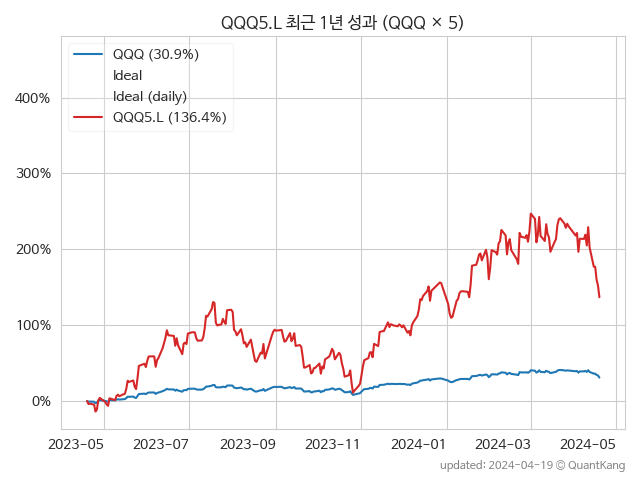 QQQ5.L 최근 1년 성과 (QQQ × 5)
QQQ (30.9%)
Ideal
Ideal (daily)
QQQ5.L (136.4%)
400%
300%
200%
100%
0%
2023-05 2023-07 2023-09 2023-11 2024-01 2024-03 2024-05
updated: 2024-04-19 © QuantKang